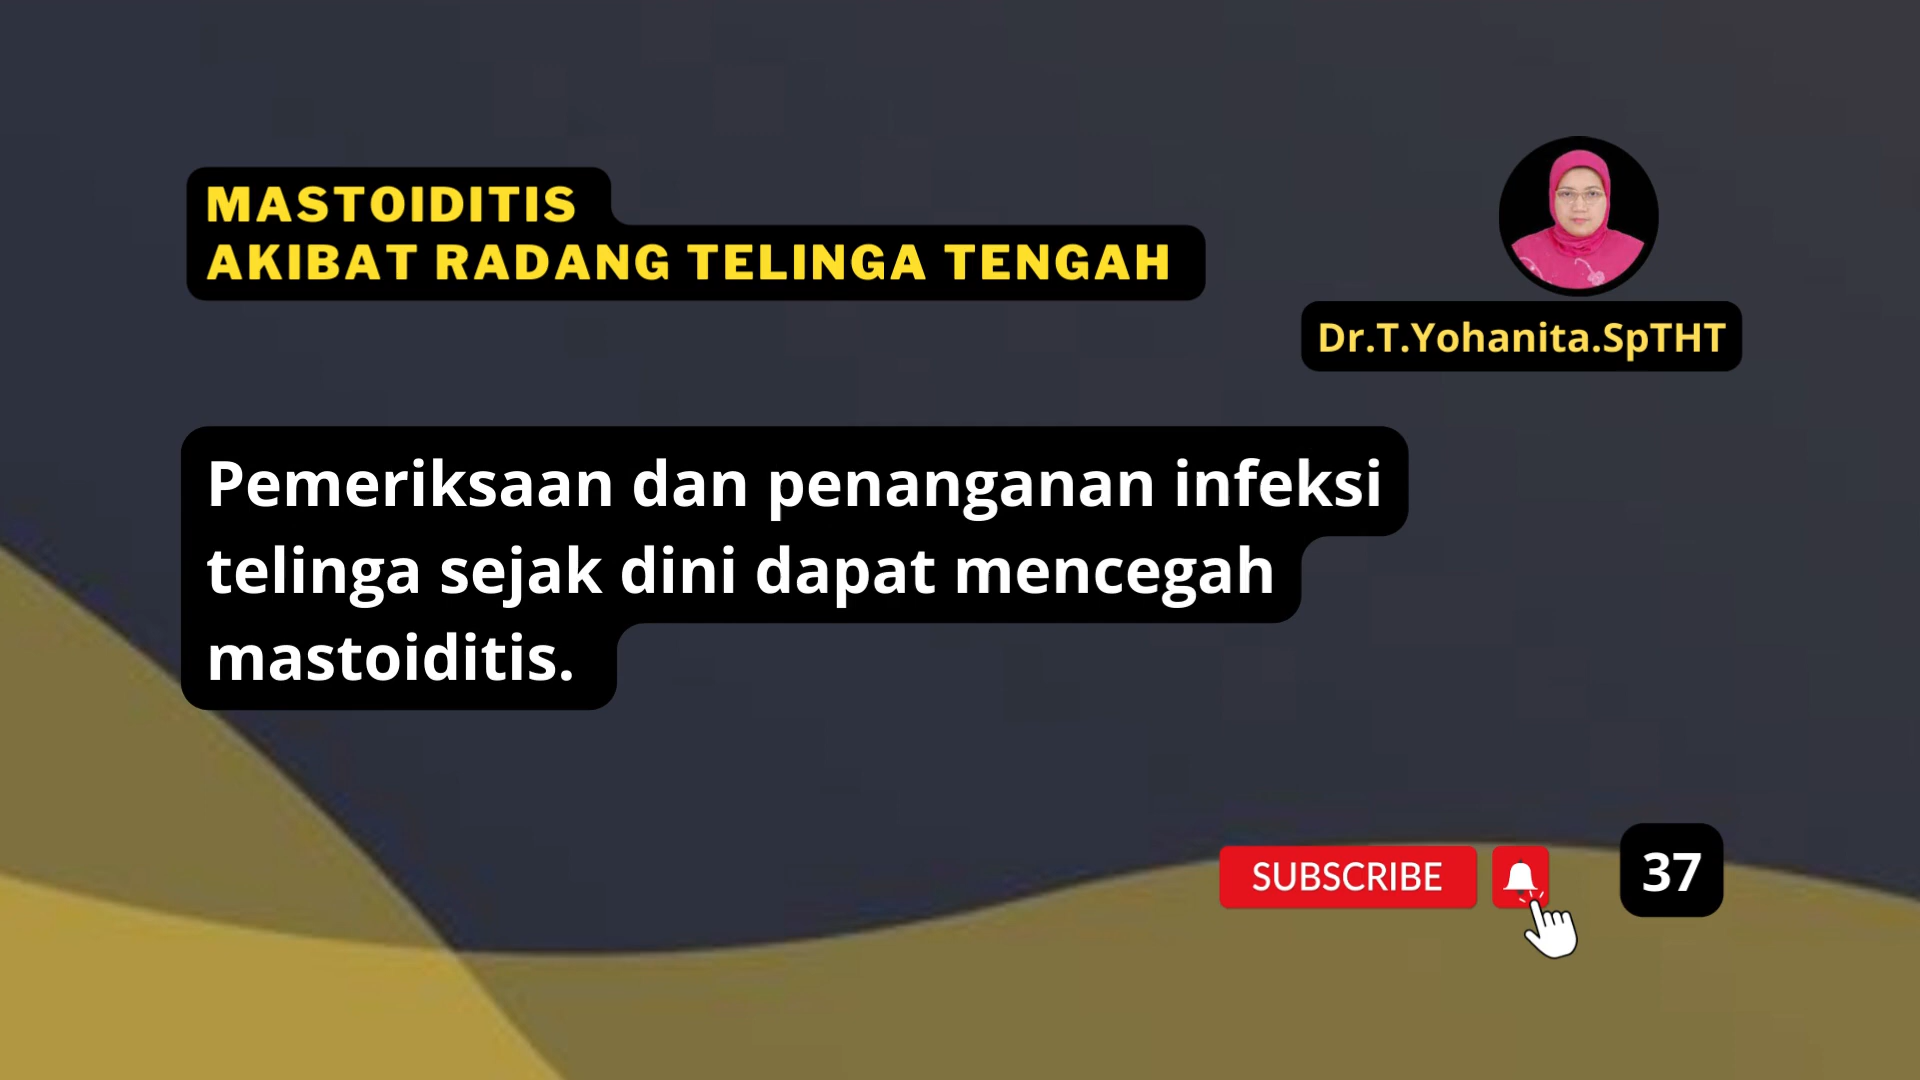 MASTOIDITIS
AKIBAT RADANG TELINGA TENGAH
Dr.T.Yohanita.SpTHT
Pemeriksaan dan penanganan infeksi
telinga sejak dini dapat mencegah
mastoiditis.
SUBSCRIBE
37